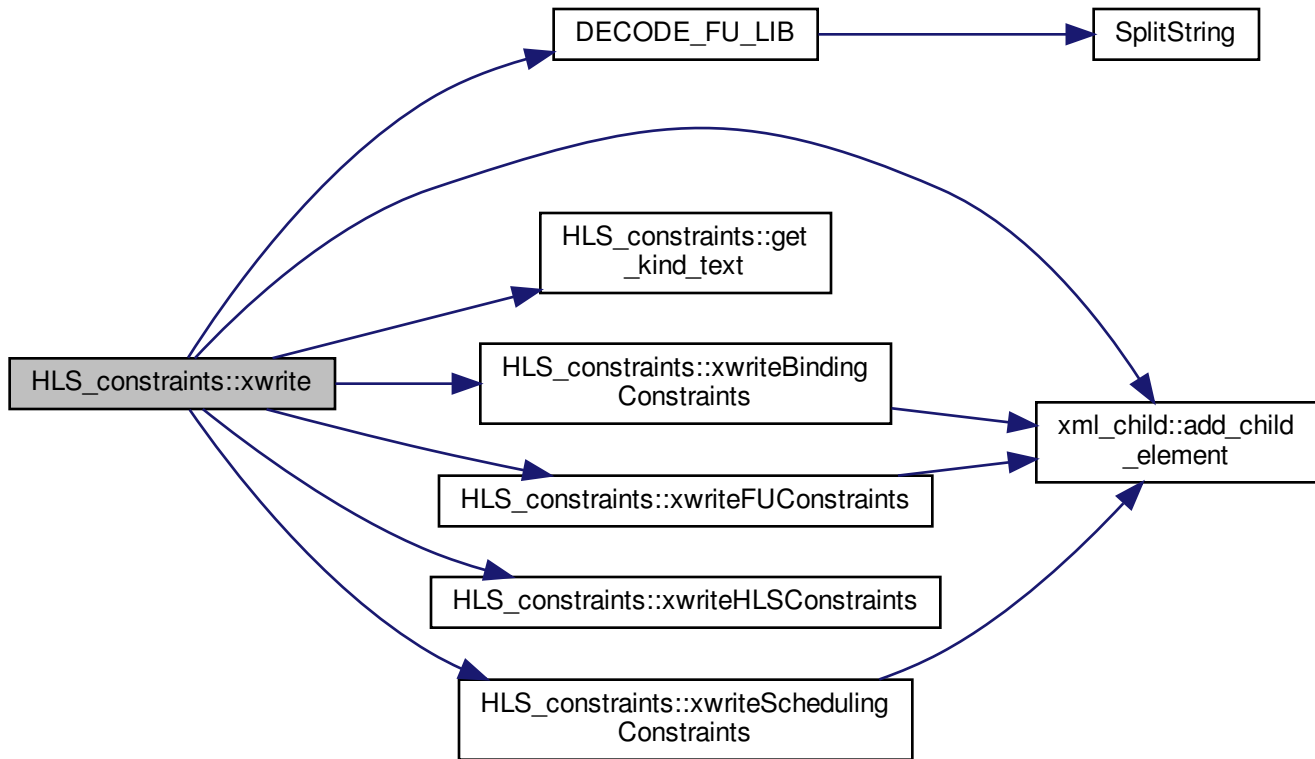 DECODE_FU_LIB
SplitString
HLS_constraints::get
_kind_text
HLS_constraints::xwrite
HLS_constraints::xwriteBinding
Constraints
xml_child::add_child
_element
HLS_constraints::xwriteFUConstraints
HLS_constraints::xwriteHLSConstraints
HLS_constraints::xwriteScheduling
Constraints